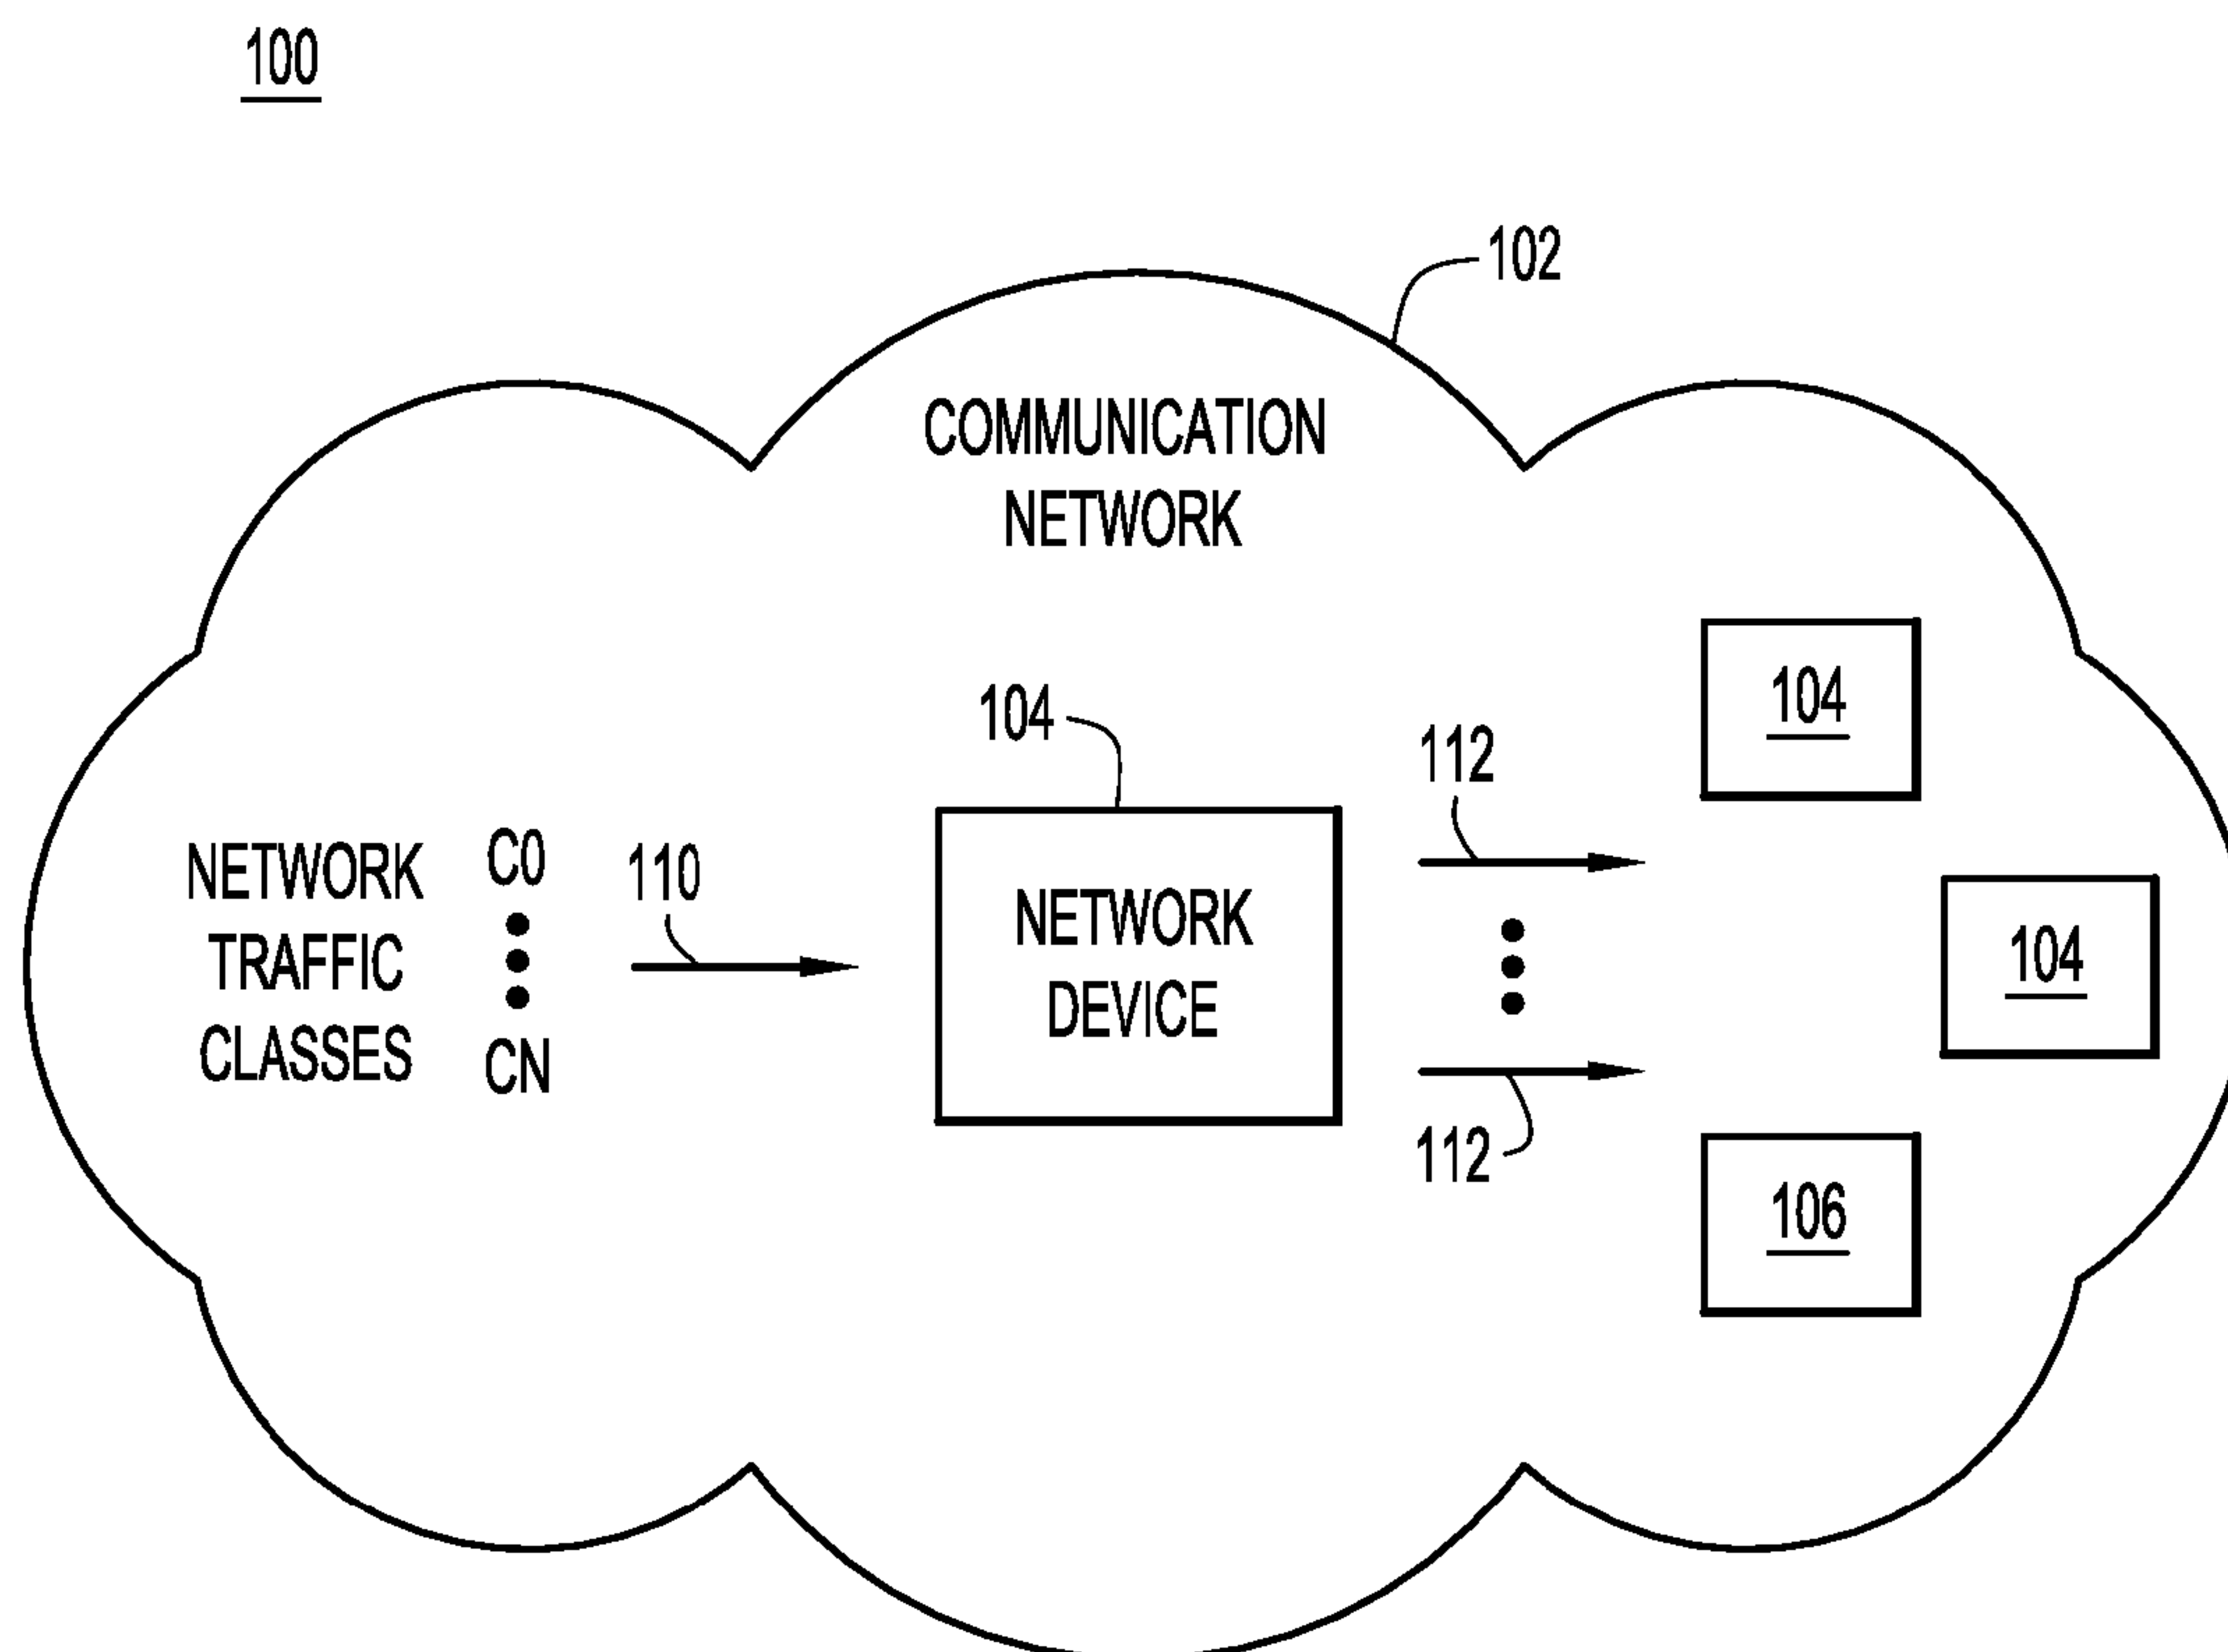 100
102
COMMUNICATION
NETWORK
104
104
112
NETWORK
TRAFFIC
CLASSES
C0
CN
110
NETWORK
DEVICE
104
112
106